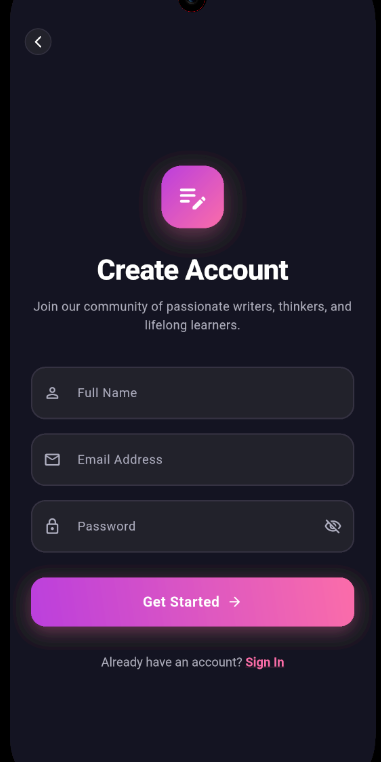 Create Account
Join our community of passionate writers, thinkers, and
lifelong learners.
Full Name
Email Address
Password
Get Started →
Already have an account? Sign In